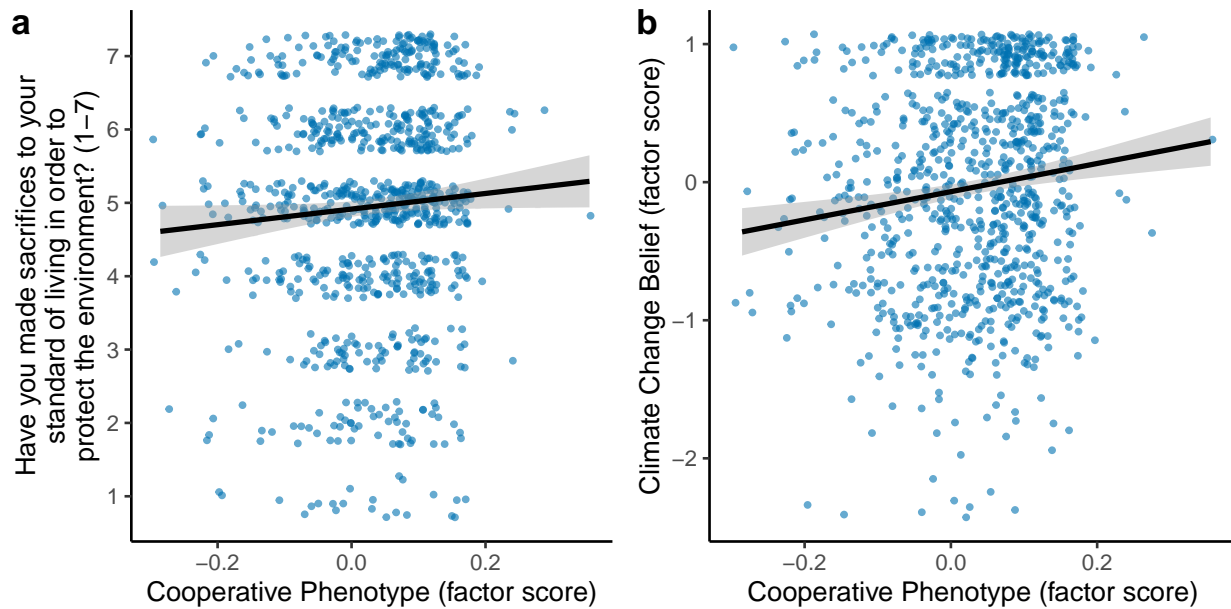 a
Have you made sacrifices to your
standard of living in order to
protect the environment? (1−7)
7
6
5
4
3
2
1
−0.2
0.0
0.2
Cooperative Phenotype (factor score)
b
Climate Change Belief (factor score)
1
0
−1
−2
−0.2
0.0
0.2
Cooperative Phenotype (factor score)